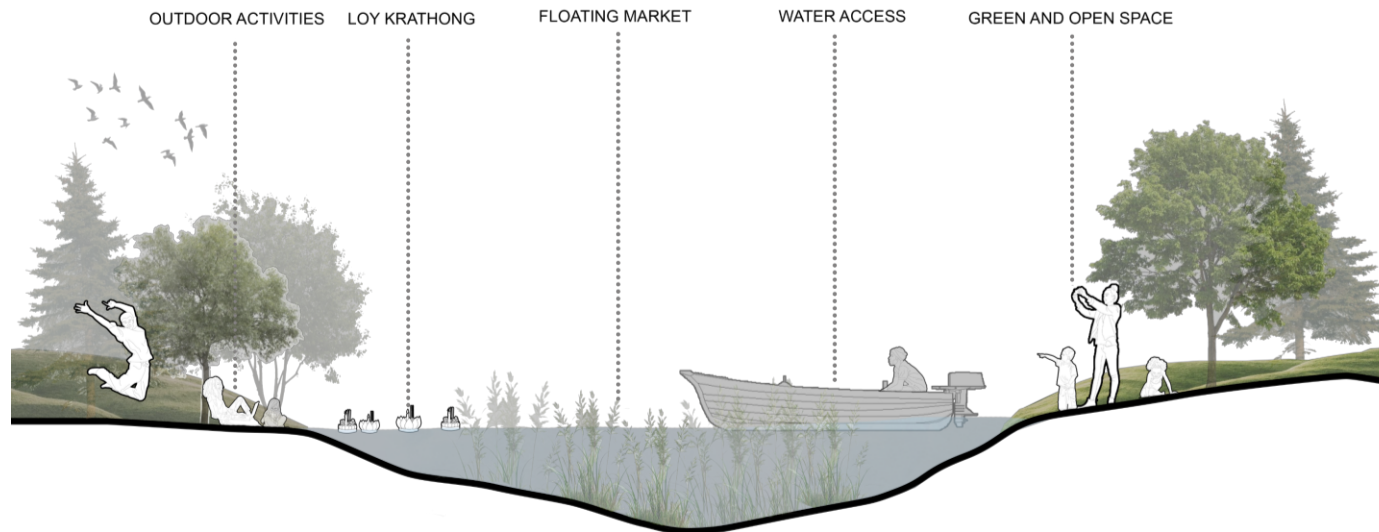 OUTDOOR ACTIVITIES
LOY KRATHONG
FLOATING MARKET
WATER ACCESS
GREEN AND OPEN SPACE